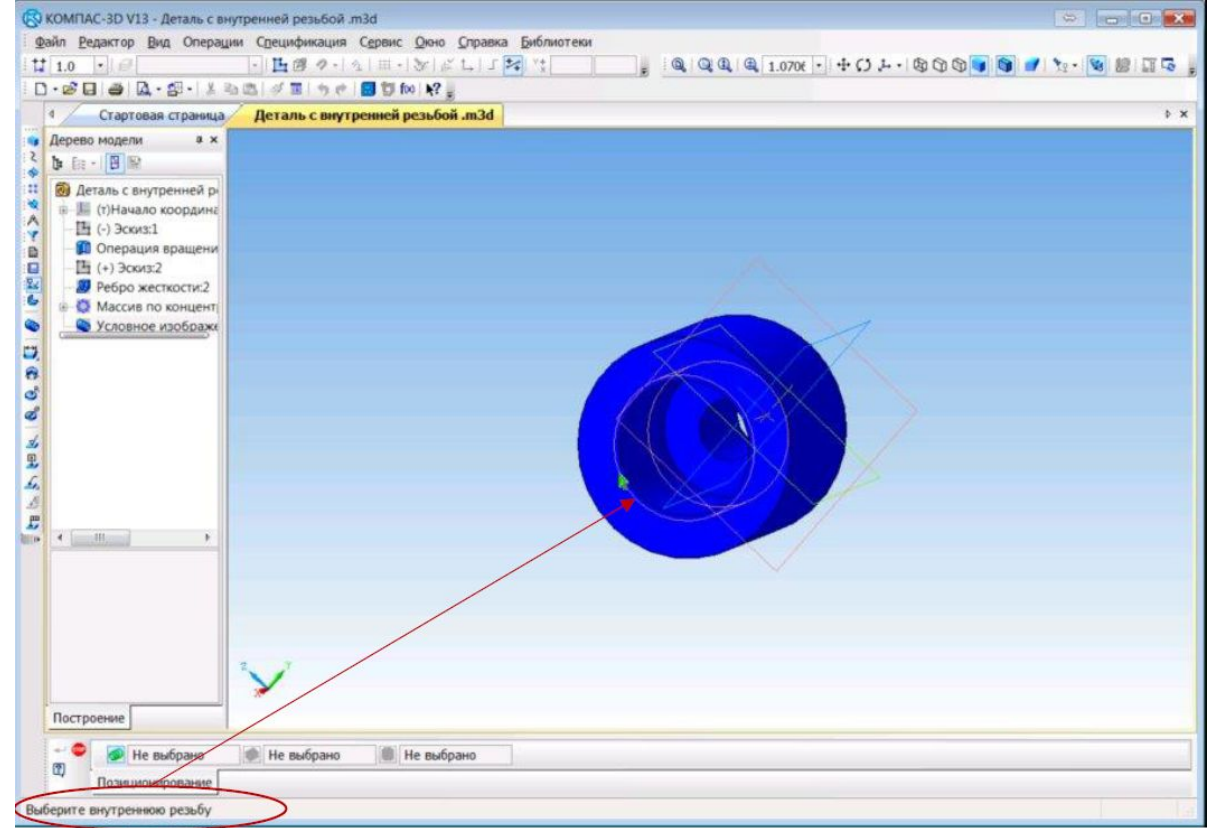 КОМПАС-3D V13 - Деталь с внутренней резьбой .m3d
Файл Редактор Вид Операции Спецификация Сервис Окно Справка Библиотеки
1.0
1.070
f(x)
Стартовая страница
Деталь с внутренней резьбой .m3d
Дерево модели
Деталь с внутренней р
(т)Начало координа
(-) Эскиз:1
Операция вращени
(+) Эскиз:2
Ребро жесткости:2
Массив по концент
Условное изображе
Z
Y
X
Построение
Не выбрано
Не выбрано
Не выбрано
Позиционирование
Выберите внутреннюю резьбу